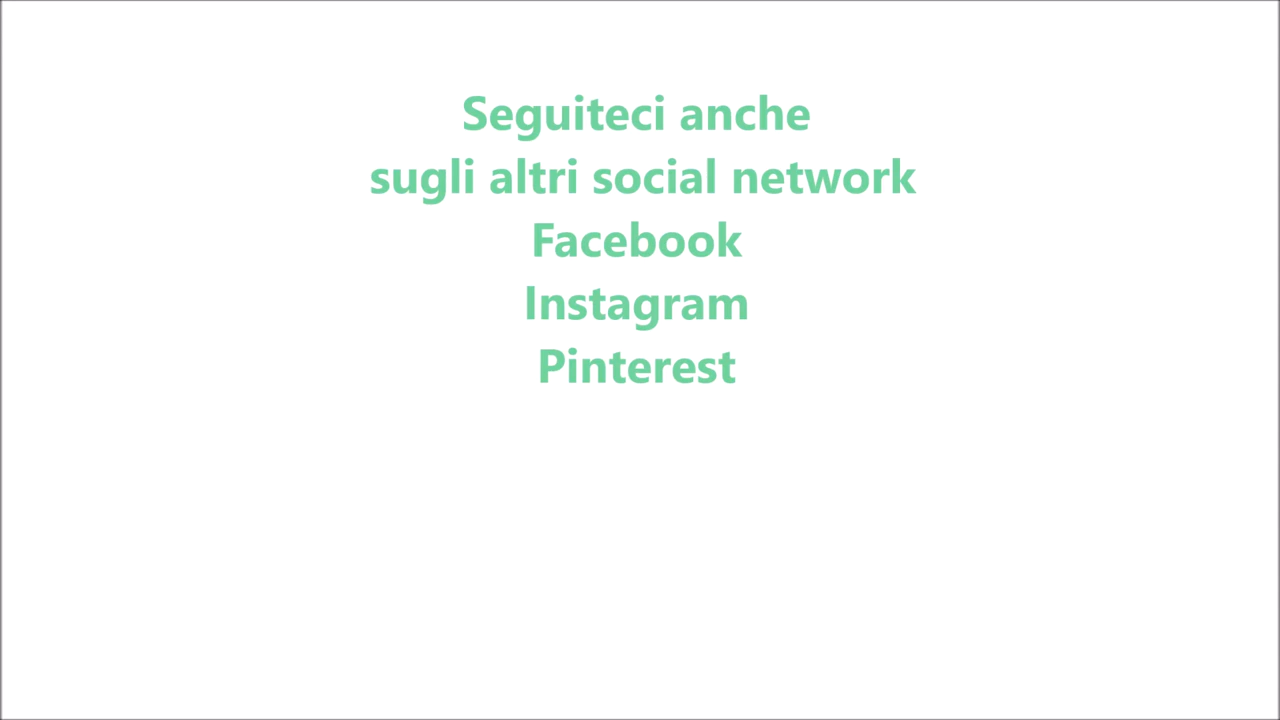 Seguiteci anche
sugli altri social network
Facebook
Instagram
Pinterest